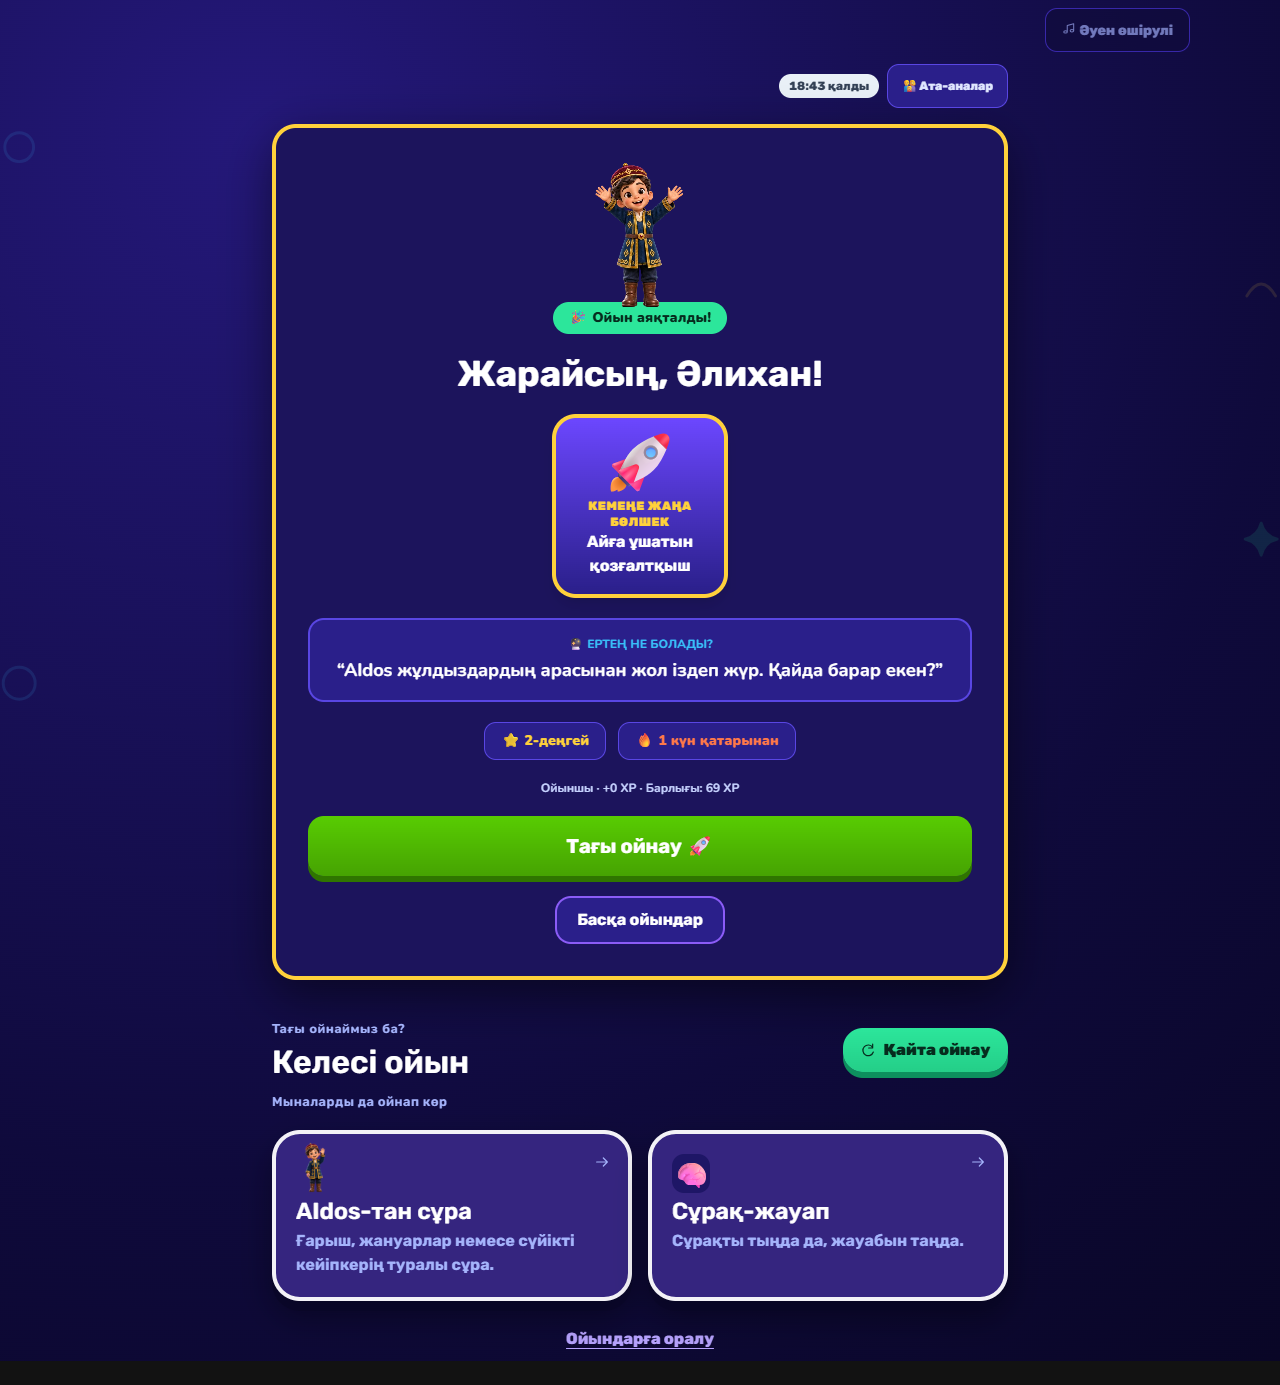 Әуен өшірулі
18:43 қалды
Ата-аналар
Ойын аяқталды!
Жарайсың, Әлихан!
КЕМЕҢЕ ЖАҢА
БӨЛШЕК
Айға ұшатын
қозғалтқыш
ЕРТЕҢ НЕ БОЛАДЫ?
“Aldos жұлдыздардың арасынан жол іздеп жүр. Қайда барар екен?”
2-деңгей
1 күн қатарынан
Ойыншы · +0 XP · Барлығы: 69 XP
Тағы ойнау
Басқа ойындар
Тағы ойнаймыз ба?
Келесі ойын
Қайта ойнау
Мыналарды да ойнап көр
Aldos-тан сұра
Ғарыш, жануарлар немесе сүйікті
кейіпкерің туралы сұра.
Сұрақ-жауап
Сұрақты тыңда да, жауабын таңда.
Ойындарға оралу